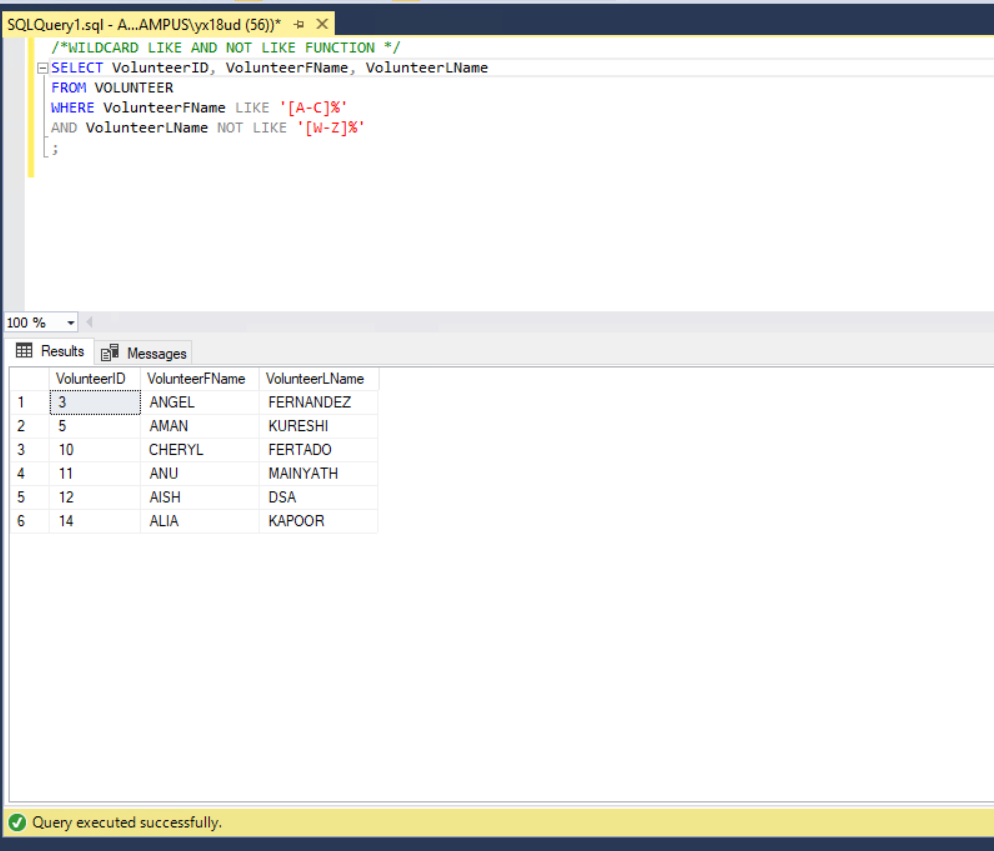 SQLQuery1.sql - A...AMPUS\yx18ud (56))*
/*WILDCARD LIKE AND NOT LIKE FUNCTION */
SELECT VolunteerID, VolunteerFName, VolunteerLName
FROM VOLUNTEER
WHERE VolunteerFName LIKE '[A-C]%'
AND VolunteerLName NOT LIKE '[W-Z]%'
;
100 %
Results Messages
VolunteerID VolunteerFName VolunteerLName
1 3 ANGEL FERNANDEZ
2 5 AMAN KURESHI
3 10 CHERYL FERTADO
4 11 ANU MAINYATH
5 12 AISH DSA
6 14 ALIA KAPOOR
Query executed successfully.